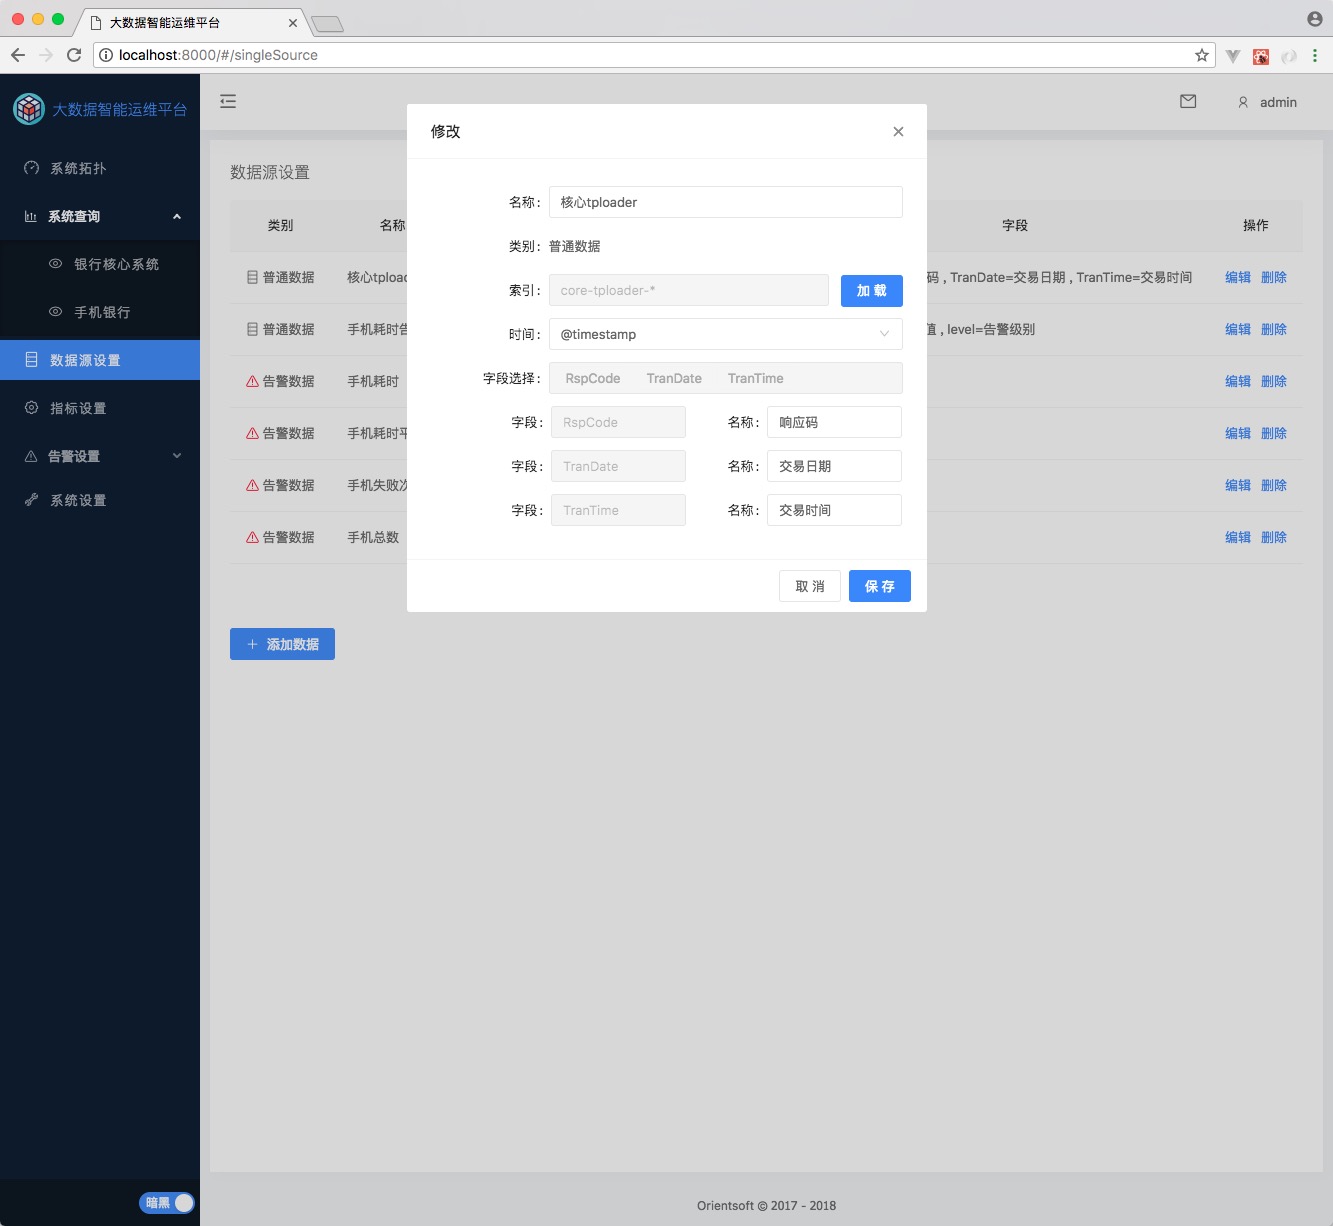 大数据智能运维平台
localhost:8000/#/singleSource
大数据智能运维平台
admin
系统拓扑
系统查询
银行核心系统
手机银行
数据源设置
指标设置
告警设置
系统设置
暗黑
数据源设置
类别 名称 字段 操作
普通数据 核心tploac 码 , TranDate=交易日期 , TranTime=交易时间 编辑 删除
普通数据 手机耗时告 值 , level=告警级别 编辑 删除
告警数据 手机耗时 编辑 删除
告警数据 手机耗时平 编辑 删除
告警数据 手机失败次 编辑 删除
告警数据 手机总数 编辑 删除
+ 添加数据
修改
名称: 核心tploader
类别: 普通数据
索引: core-tploader-* 加 载
时间: @timestamp
字段选择: RspCode TranDate TranTime
字段: RspCode 名称: 响应码
字段: TranDate 名称: 交易日期
字段: TranTime 名称: 交易时间
取 消 保 存
Orientsoft © 2017 - 2018